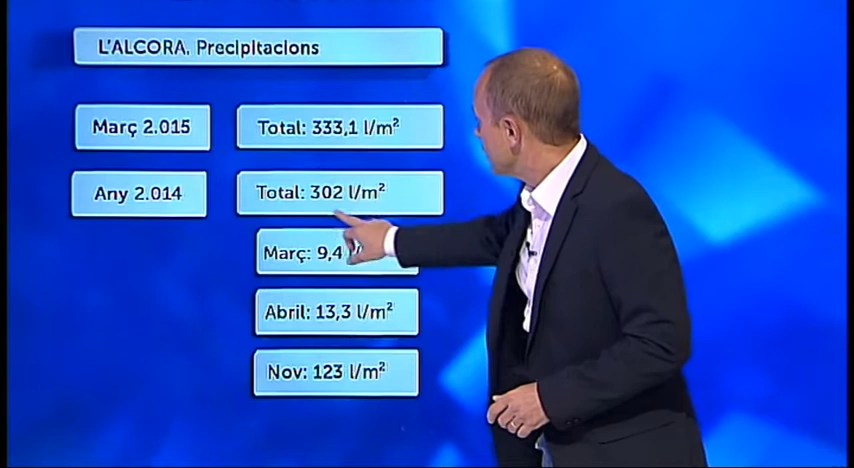 L'ALCORA. Precipitacions
Març 2.015 Total: 333,1 l/m²
Any 2.014 Total: 302 l/m²
Març: 9,4
Abril: 13,3 l/m²
Nov: 123 l/m²